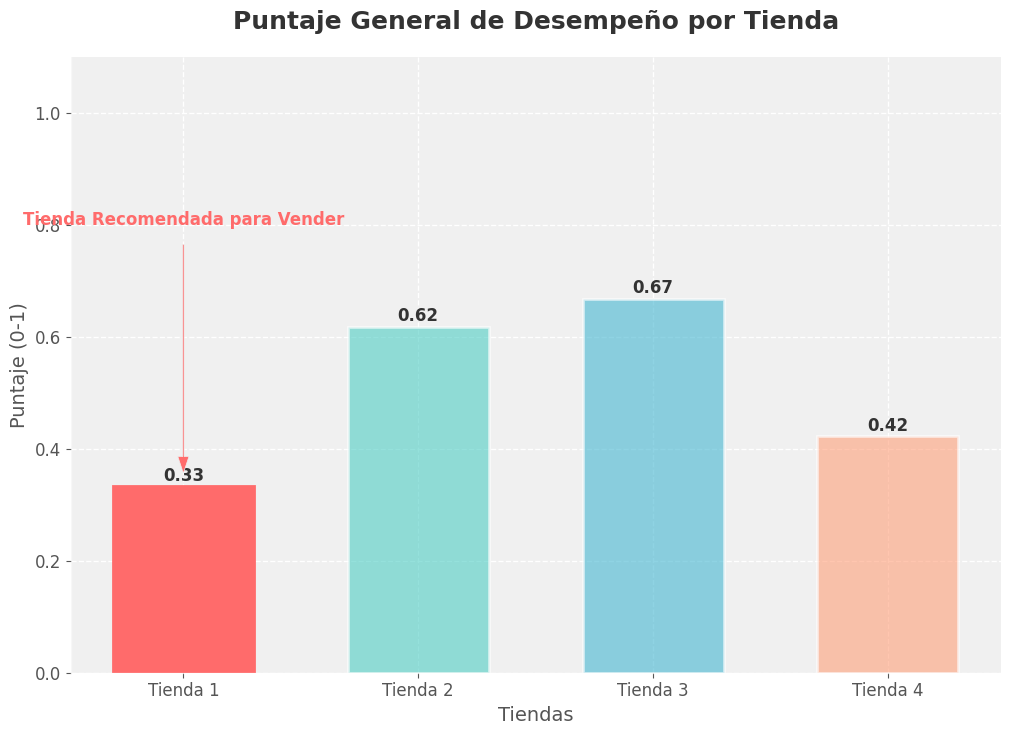 Puntaje General de Desempeño por Tienda
1.0
Tienda Recomendada para Vender
0.8
0.67
0.62
0.6
0.42
0.4
0.33
0.2
0.0
Tienda 1
Tienda 2
Tienda 3
Tienda 4
Puntaje (0-1)
Tiendas